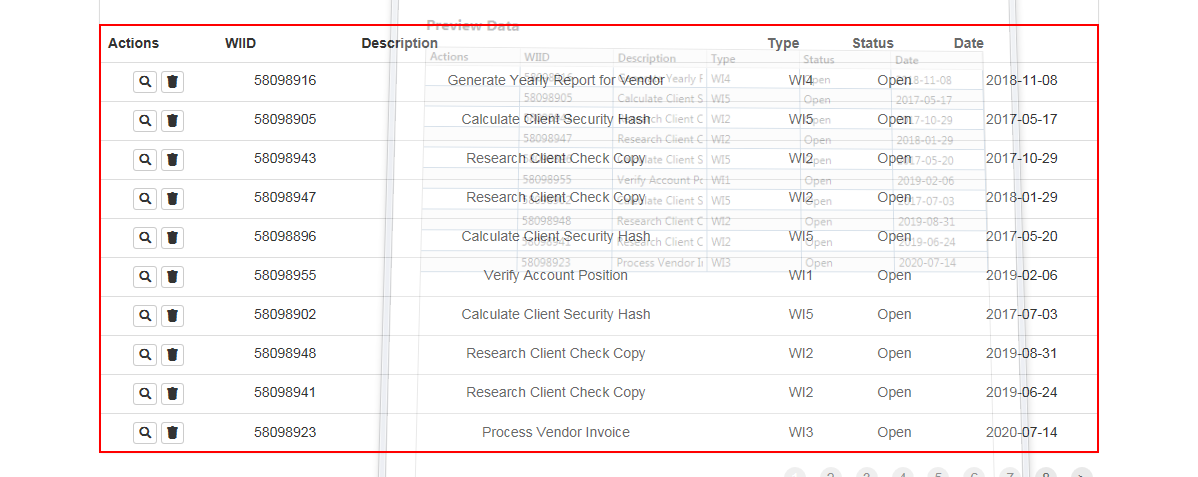 Preview Data
Actions WIID Description Type Status Date
58098916 Generate Yearly Report for Vendor WI4 Open 2018-11-08
58098905 Calculate Client Security Hash WI5 Open 2017-05-17
58098943 Research Client Check Copy WI2 Open 2017-10-29
58098947 Research Client Check Copy WI2 Open 2018-01-29
58098896 Calculate Client Security Hash WI5 Open 2017-05-20
58098955 Verify Account Position WI1 Open 2019-02-06
58098902 Calculate Client Security Hash WI5 Open 2017-07-03
58098948 Research Client Check Copy WI2 Open 2019-08-31
58098941 Research Client Check Copy WI2 Open 2019-06-24
58098923 Process Vendor Invoice WI3 Open 2020-07-14
Actions WIID Description Type Status Date
Yearly F WI4 Open 2018-11-08
58098905 Calculate Client S WI5 Open 2017-05-17
Research Client C WI2 Open 2017-10-29
58098947 Research Client C WI2 Open 2018-01-29
Calculate Client S WI5 Open 2017-05-20
58098955 Verify Account Po WI1 Open 2019-02-06
Calculate Client S WI5 Open 2017-07-03
58098948 Research Client C WI2 Open 2019-08-31
58098941 Research Client C WI2 Open 2019-06-24
58098923 Process Vendor I WI3 Open 2020-07-14
2 3 4 5 6 7 8 >